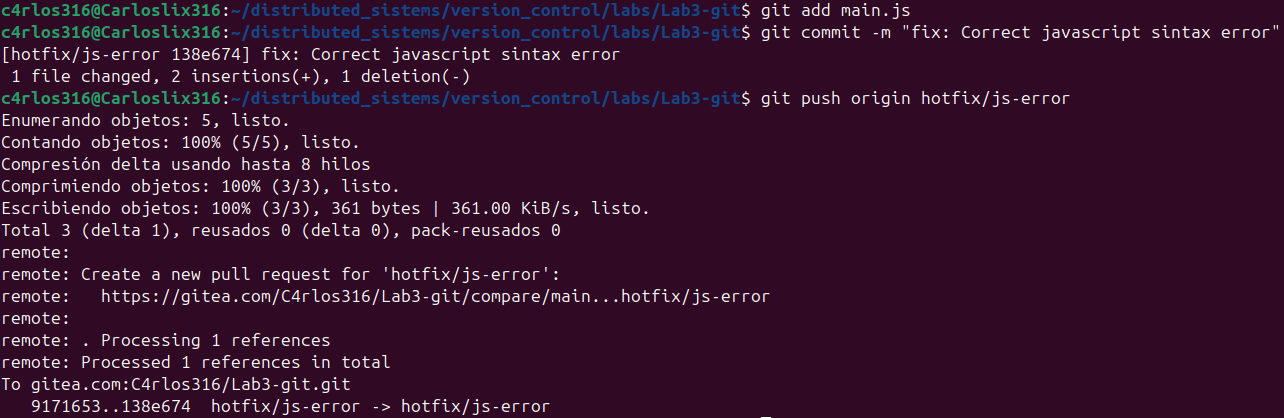 c4rlos316@Carloslix316:~/distributed_sistems/version_control/labs/Lab3-git$ git add main.js
c4rlos316@Carloslix316:~/distributed_sistems/version_control/labs/Lab3-git$ git commit -m "fix: Correct javascript sintax error"
[hotfix/js-error 138e674] fix: Correct javascript sintax error
 1 file changed, 2 insertions(+), 1 deletion(-)
c4rlos316@Carloslix316:~/distributed_sistems/version_control/labs/Lab3-git$ git push origin hotfix/js-error
Enumerando objetos: 5, listo.
Contando objetos: 100% (5/5), listo.
Compresión delta usando hasta 8 hilos
Comprimiendo objetos: 100% (3/3), listo.
Escribiendo objetos: 100% (3/3), 361 bytes | 361.00 KiB/s, listo.
Total 3 (delta 1), reusados 0 (delta 0), pack-reusados 0
remote:
remote: Create a new pull request for 'hotfix/js-error':
remote:   https://gitea.com/C4rlos316/Lab3-git/compare/main...hotfix/js-error
remote:
remote: . Processing 1 references
remote: Processed 1 references in total
To gitea.com:C4rlos316/Lab3-git.git
   9171653..138e674  hotfix/js-error -> hotfix/js-error